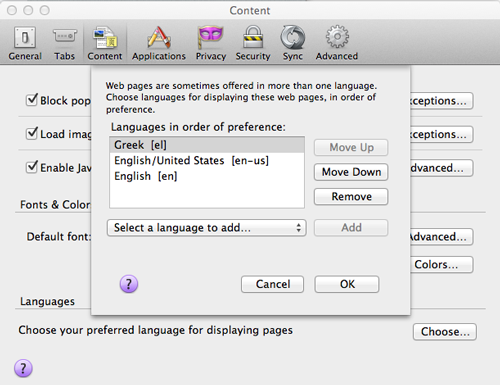 Content
General Tabs Content Applications Privacy Security Sync Advanced
Web pages are sometimes offered in more than one language.
Choose languages for displaying these web pages, in order of
preference.
Languages in order of preference:
Greek [el]
English/United States [en-us]
English [en]
Move Up
Move Down
Remove
Select a language to add...
Add
?
Cancel
OK
Block pop
xceptions...
Load imag
xceptions...
Enable Jav
dvanced...
Fonts & Color
Default font:
Advanced...
Colors...
Languages
Choose your preferred language for displaying pages
Choose...
?